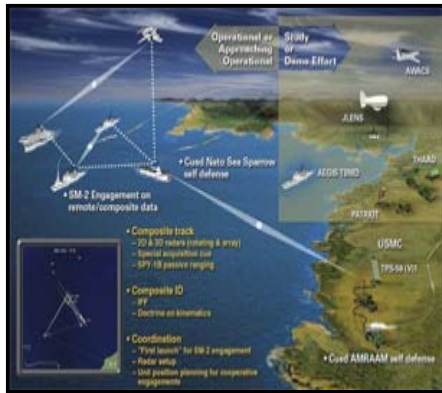 Operational or
Approaching
Operational
Study
or
Demo Effort
AWACS
JLENS
THAAD
• Cued Nato Sea Sparrow
self defense
AEGIS TBMD
• SM-2 Engagement on
remote/composite data
PATRIOT
• Composite track
– 2D & 3D radars (rotating & array)
– Special acquisition cue
– SPY-1B passive ranging
USMC
TPS-59 (V)1
• Composite ID
– IFF
– Doctrine on kinematics
• Coordination
– "First launch" for SM-2 engagement
– Radar setup
– Unit position planning for cooperative
engagements
• Cued AMRAAM self defense